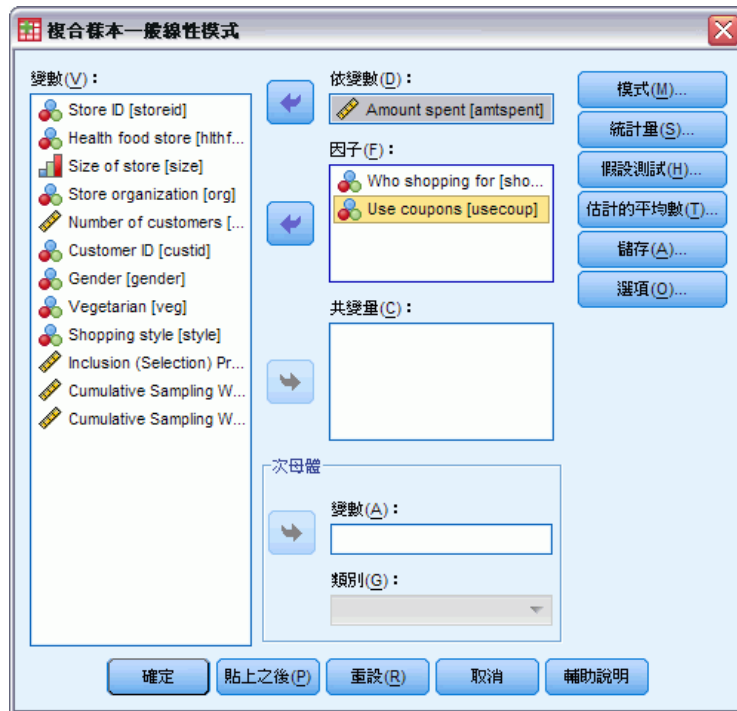 複合樣本一般線性模式
變數(V)：
Store ID [storeid]
Health food store [hlthf...
Size of store [size]
Store organization [org]
Number of customers [...
Customer ID [custid]
Gender [gender]
Vegetarian [veg]
Shopping style [style]
Inclusion (Selection) Pr...
Cumulative Sampling W...
Cumulative Sampling W...
依變數(D)：
Amount spent [amtspent]
因子(F)：
Who shopping for [sho...
Use coupons [usecoup]
共變量(C)：
次母體
變數(A)：
類別(G)：
模式(M)...
統計量(S)...
假設測試(H)...
估計的平均數(T)...
儲存(A)...
選項(O)...
確定
貼上之後(P)
重設(R)
取消
輔助說明